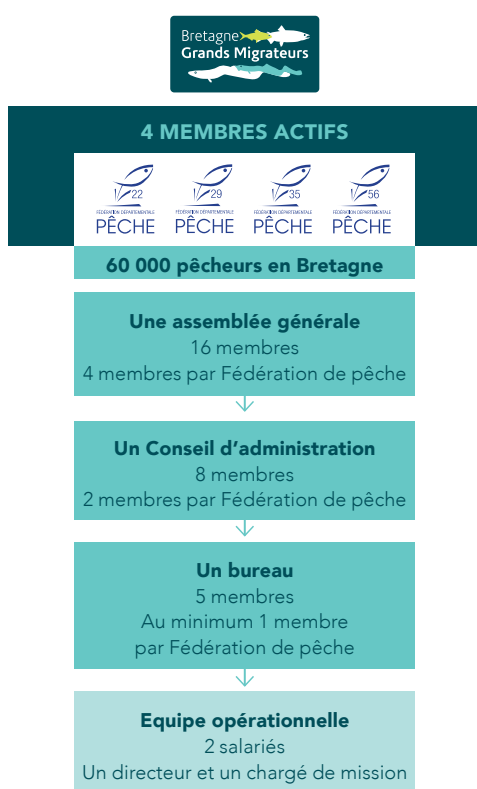 Bretagne
Grands Migrateurs
4 MEMBRES ACTIFS
22 29 35 56
FÉDÉRATION DÉPARTEMENTALE FÉDÉRATION DÉPARTEMENTALE FÉDÉRATION DÉPARTEMENTALE FÉDÉRATION DÉPARTEMENTALE
PÊCHE PÊCHE PÊCHE PÊCHE
60 000 pêcheurs en Bretagne
Une assemblée générale
16 membres
4 membres par Fédération de pêche
Un Conseil d'administration
8 membres
2 membres par Fédération de pêche
Un bureau
5 membres
Au minimum 1 membre
par Fédération de pêche
Equipe opérationnelle
2 salariés
Un directeur et un chargé de mission